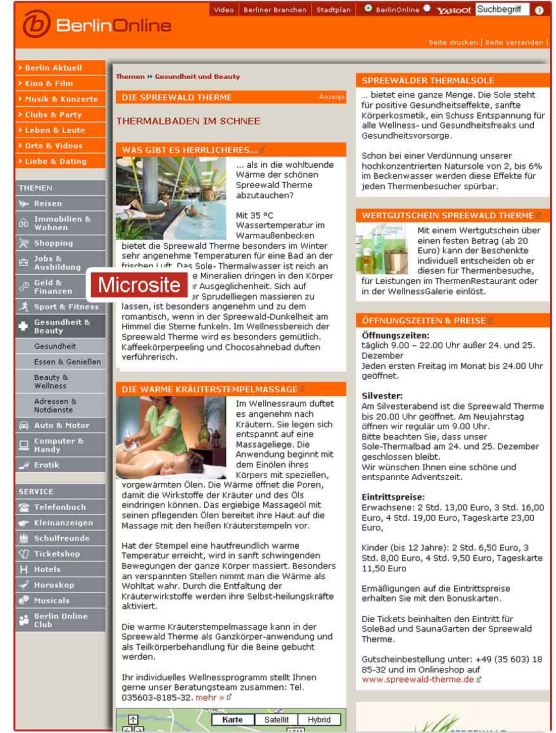 BerlinOnline
Video
Berliner Branchen
Stadtplan
BerlinOnline
YAHOO!
Suchbegriff
Seite drucken | Seite versenden |
Berlin Aktuell
Kino & Film
Musik & Konzerte
Clubs & Party
Leben & Leute
Orte & Videos
Liebe & Dating
THEMEN
Reisen
Immobilien &
Wohnen
Shopping
Jobs &
Ausbildung
Geld &
Finanzen
Sport & Fitness
Gesundheit &
Beauty
Gesundheit
Essen & Genießen
Beauty &
Wellness
Adressen &
Notdienste
Auto & Motor
Computer &
Handy
Erotik
SERVICE
Telefonbuch
Kleinanzeigen
Schulfreunde
Ticketshop
Hotels
Horoskop
Musicals
Berlin Online
Club
Microsite
Themen » Gesundheit und Beauty
DIE SPREEWALD THERME
Anzeige
THERMALBADEN IM SCHNEE
WAS GIBT ES HERRLICHERES...
... als in die wohltuende
Wärme der schönen
Spreewald Therme
abzutauchen?
Mit 35 °C
Wassertemperatur im
Warmaußenbecken
bietet die Spreewald Therme besonders im Winter
sehr angenehme Temperaturen für eine Bad an der
frischen Luft. Das Sole- Thermalwasser ist reich an
e Mineralien dringen in den Körper
r Ausgeglichenheit. Sich auf
er Sprudelliegen massieren zu
lassen, ist besonders angenehm und zu dem
romantisch, wenn in der Spreewald-Dunkelheit am
Himmel die Sterne funkeln. Im Wellnessbereich der
Spreewald Therme wird es besonders gemütlich.
Kaffeekörperpeeling und Chocosahnebad duften
verführerisch.
DIE WARME KRÄUTERSTEMPELMASSAGE
Im Wellnessraum duftet
es angenehm nach
Kräutern. Sie legen sich
entspannt auf eine
Massageliege. Die
Anwendung beginnt mit
dem Einölen ihres
Körpers mit speziellen,
vorgewärmten Ölen. Die Wärme öffnet die Poren,
damit die Wirkstoffe der Kräuter und des Öls
eindringen können. Das ergiebige Massageöl mit
seinen pflegenden Ölen bereitet ihre Haut auf die
Massage mit den heißen Kräuterstempeln vor.
Hat der Stempel eine hautfreundlich warme
Temperatur erreicht, wird in sanft schwingenden
Bewegungen der ganze Körper massiert. Besonders
an verspannten Stellen nimmt man die Wärme als
Wohltat wahr. Durch die Entfaltung der
Kräuterwirkstoffe werden ihre Selbst-heilungskräfte
aktiviert.
Die warme Kräuterstempelmassage kann in der
Spreewald Therme als Ganzkörper-anwendung und
als Teilkörperbehandlung für die Beine gebucht
werden.
Ihr individuelles Wellnessprogramm stellt Ihnen
gerne unser Beratungsteam zusammen: Tel.
035603-8185-32. mehr »
Karte
Satellit
Hybrid
SPREEWÄLDER THERMALSOLE
... bietet eine ganze Menge. Die Sole steht
für positive Gesundheitseffekte, sanfte
Körperkosmetik, ein Schuss Entspannung für
alle Wellness- und Gesundheitsfreaks und
Gesundheitsvorsorge.
Schon bei einer Verdünnung unserer
hochkonzentrierten Natursole von 2, bis 6%
im Beckenwasser werden diese Effekte für
jeden Thermenbesucher spürbar.
WERTGUTSCHEIN SPREEWALD THERME
Mit einem Wertgutschein über
einen festen Betrag (ab 20
Euro) kann der Beschenkte
individuell entscheiden ob er
diesen für Thermenbesuche,
für Leistungen im ThermenRestaurant oder
in der WellnessGalerie einlöst.
ÖFFNUNGSZEITEN & PREISE
Öffnungszeiten:
täglich 9.00 – 22.00 Uhr außer 24. und 25.
Dezember
Jeden ersten Freitag im Monat bis 24.00 Uhr
geöffnet.
Silvester:
Am Silvesterabend ist die Spreewald Therme
bis 20.00 Uhr geöffnet. Am Neujahrstag
öffnen wir regulär um 9.00 Uhr.
Bitte beachten Sie, dass unser
Sole-Thermalbad am 24. und 25. Dezember
geschlossen bleibt.
Wir wünschen Ihnen eine schöne und
entspannte Adventszeit.
Eintrittspreise:
Erwachsene: 2 Std. 13,00 Euro, 3 Std. 16,00
Euro, 4 Std. 19,00 Euro, Tageskarte 23,00
Euro,
Kinder (bis 12 Jahre): 2 Std. 6,50 Euro, 3
Std. 8,00 Euro, 4 Std. 9,50 Euro, Tageskarte
11,50 Euro
Ermäßigungen auf die Eintrittspreise
erhalten Sie mit den Bonuskarten.
Die Tickets beinhalten den Eintritt für
SoleBad und SaunaGarten der Spreewald
Therme.
Gutscheinbestellung unter: +49 (35 603) 18
85-32 und im Onlineshop auf
www.spreewald-therme.de